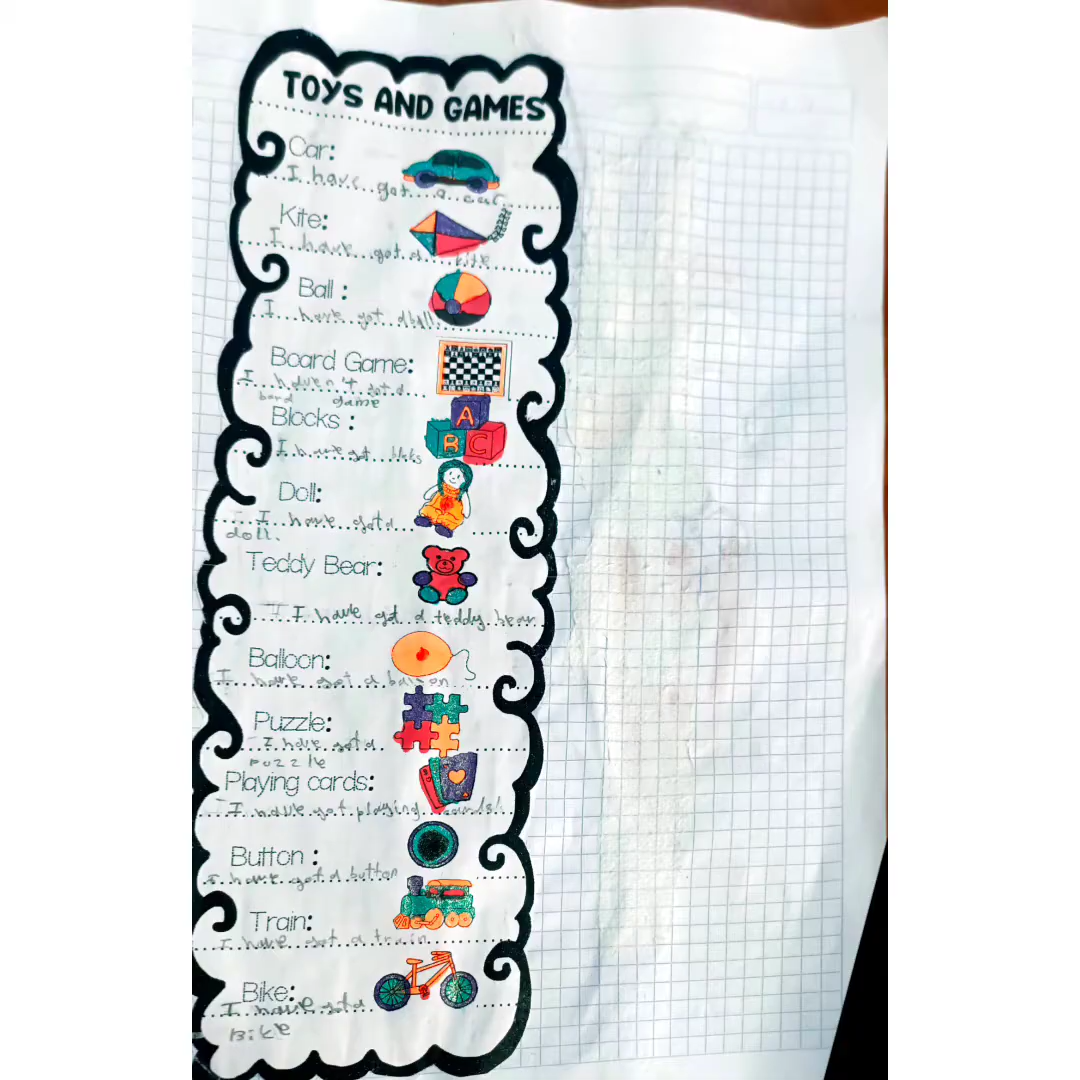 TOYS AND GAMES
Car:
I have got a car
Kite:
I have got a kite
Ball :
I have got a ball
Board Game:
I haven't got a
bord game
Blocks :
I have got bloks
Doll:
I have got a
doll.
Teddy Bear:
I I have got a teddy bear
Balloon:
I have got a balloon
Puzzle:
I have got a
puzzle
Playing cards:
I have got playing cards!
Button :
I have got a button
Train:
I have got a train
Bike:
I have got a
Bike
A
B C